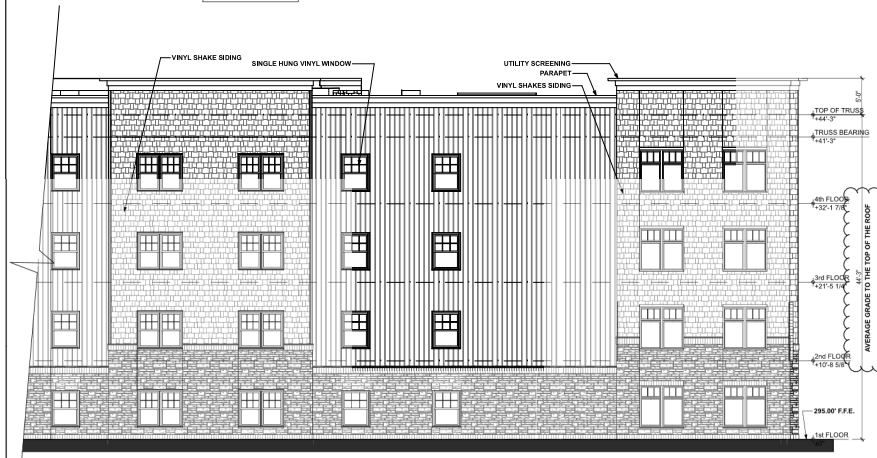 VINYL SHAKE SIDING
SINGLE HUNG VINYL WINDOW
UTILITY SCREENING
PARAPET
VINYL SHAKES SIDING
5'-0"
TOP OF TRUSS
+44'-3"
TRUSS BEARING
+41'-3"
4th FLOOR
+32'-1 7/8"
3rd FLOOR
+21'-5 1/4"
2nd FLOOR
+10'-8 5/8"
44'-3"
AVERAGE GRADE TO THE TOP OF THE ROOF
295.00' F.F.E.
1st FLOOR